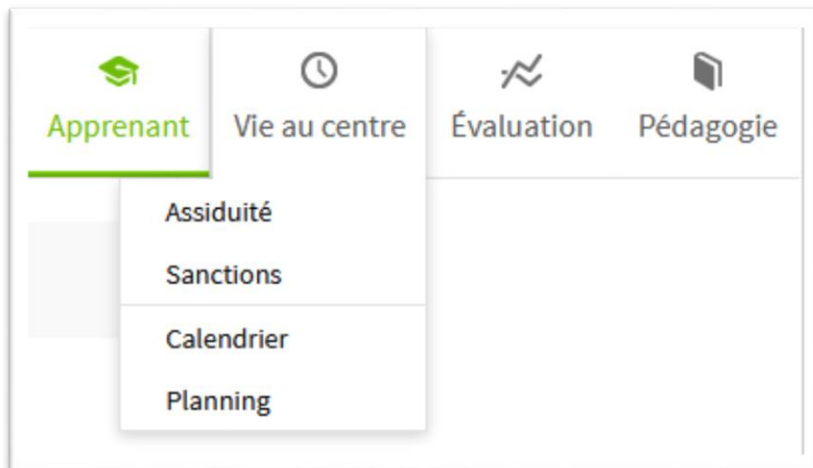 Apprenant Vie au centre Évaluation Pédagogie
Assiduité
Sanctions
Calendrier
Planning